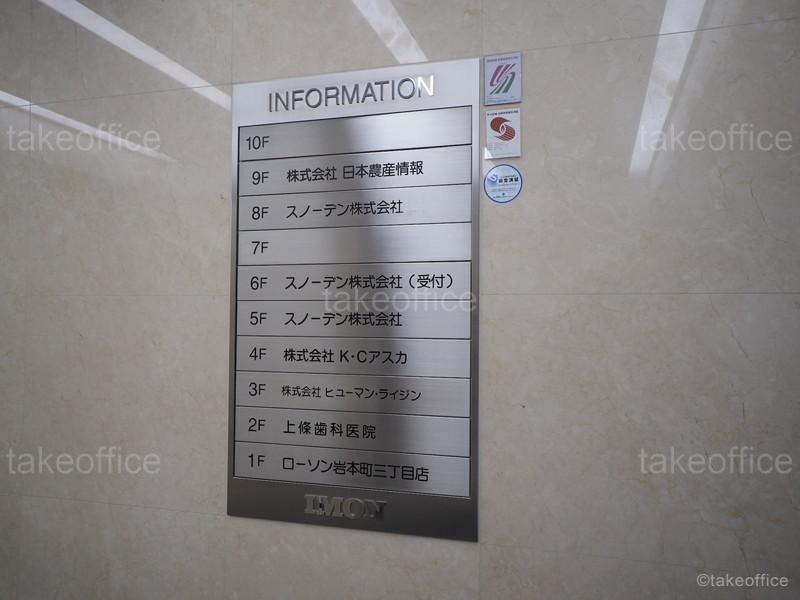 INFORMATION
10F
9F 株式会社 日本農産情報
8F スノーデン株式会社
7F
6F スノーデン株式会社（受付）
5F スノーデン株式会社
4F 株式会社 K・Cアスカ
3F 株式会社 ヒューマン・ライジン
2F 上條歯科医院
1F ローソン岩本町三丁目店
IMON
takeoffice
takeoffice
takeoffice
takeoffice
takeoffice
©takeoffice